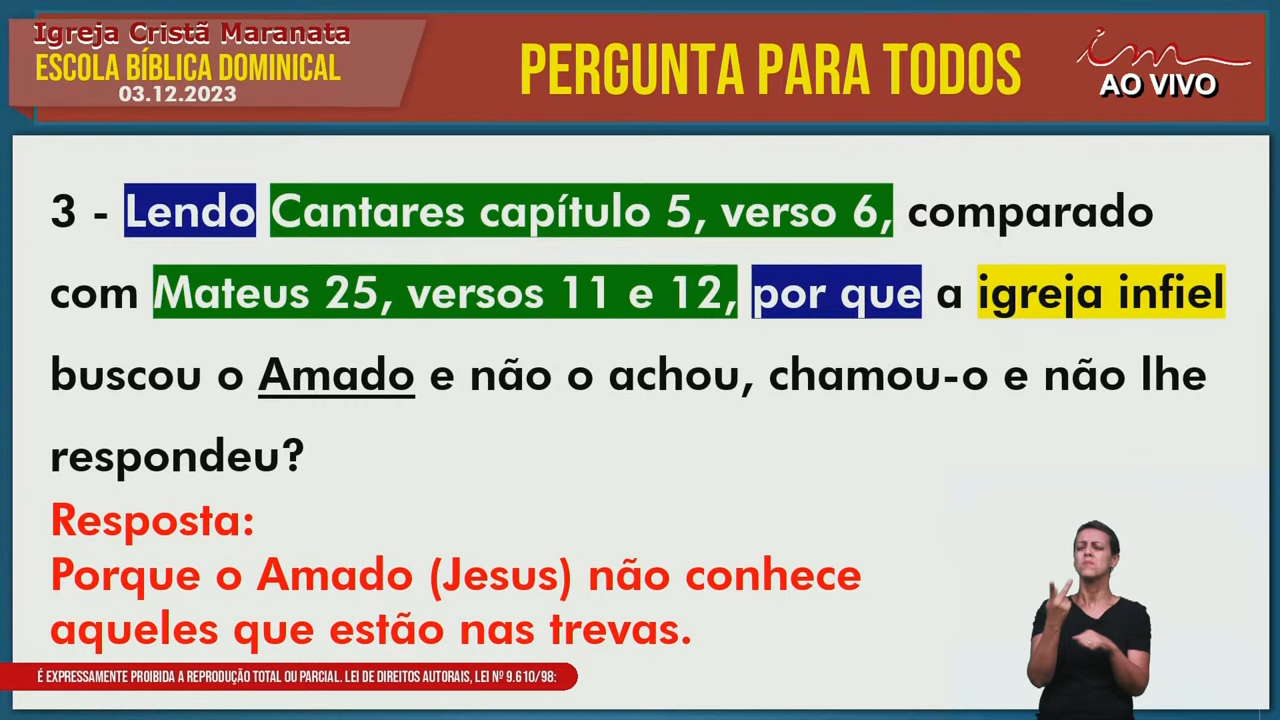 Igreja Cristã Maranata
ESCOLA BÍBLICA DOMINICAL
03.12.2023
PERGUNTA PARA TODOS
im
AO VIVO
3 - Lendo Cantares capítulo 5, verso 6, comparado
com Mateus 25, versos 11 e 12, por que a igreja infiel
buscou o Amado e não o achou, chamou-o e não lhe
respondeu?
Resposta:
Porque o Amado (Jesus) não conhece
aqueles que estão nas trevas.
É EXPRESSAMENTE PROIBIDA A REPRODUÇÃO TOTAL OU PARCIAL. LEI DE DIREITOS AUTORAIS, LEI Nº 9.610/98: